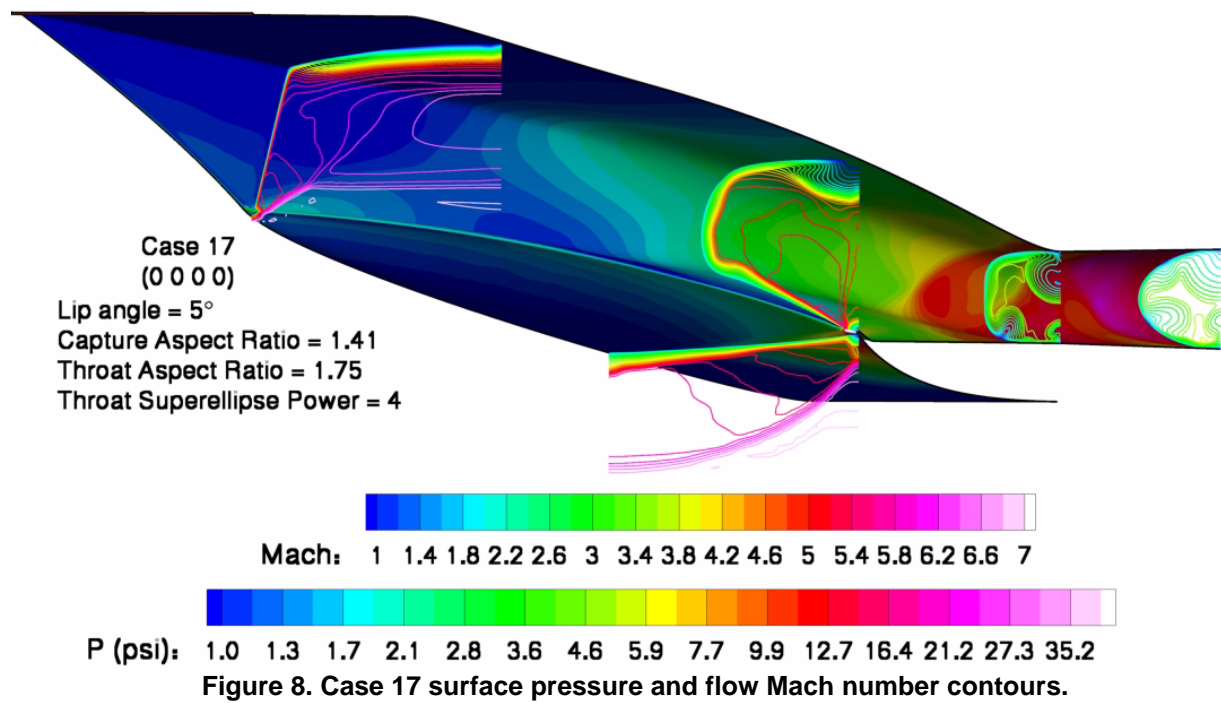 Case 17
(0 0 0 0)
Lip angle = 5°
Capture Aspect Ratio = 1.41
Throat Aspect Ratio = 1.75
Throat Superellipse Power = 4
Mach: 1 1.4 1.8 2.2 2.6 3 3.4 3.8 4.2 4.6 5 5.4 5.8 6.2 6.6 7
P (psi): 1.0 1.3 1.7 2.1 2.8 3.6 4.6 5.9 7.7 9.9 12.7 16.4 21.2 27.3 35.2
Figure 8. Case 17 surface pressure and flow Mach number contours.